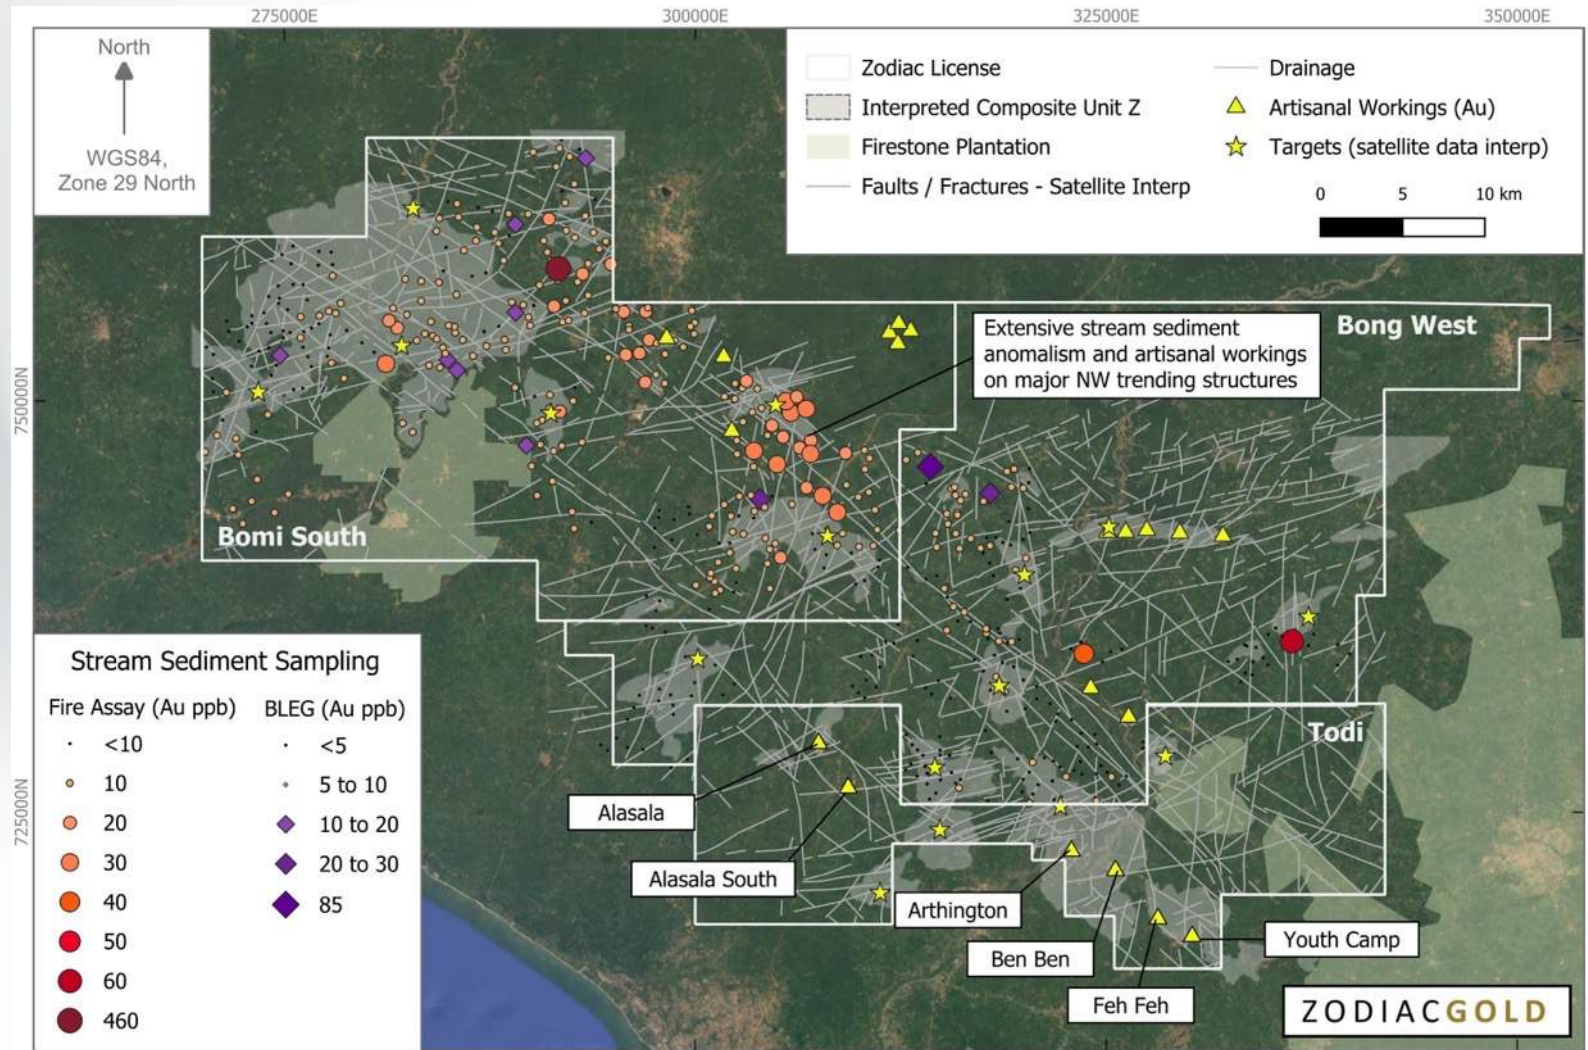 275000E
300000E
325000E
350000E
North
WGS84,
Zone 29 North
Zodiac License
Interpreted Composite Unit Z
Firestone Plantation
Faults / Fractures - Satellite Interp
Drainage
Artisanal Workings (Au)
Targets (satellite data interp)
0 5 10 km
750000N
725000N
Bong West
Extensive stream sediment
anomalism and artisanal workings
on major NW trending structures
Bomi South
Todi
Stream Sediment Sampling
Fire Assay (Au ppb)
<10
10
20
30
40
50
60
460
BLEG (Au ppb)
<5
5 to 10
10 to 20
20 to 30
85
Alasala
Alasala South
Arthington
Ben Ben
Feh Feh
Youth Camp
ZODIACGOLD